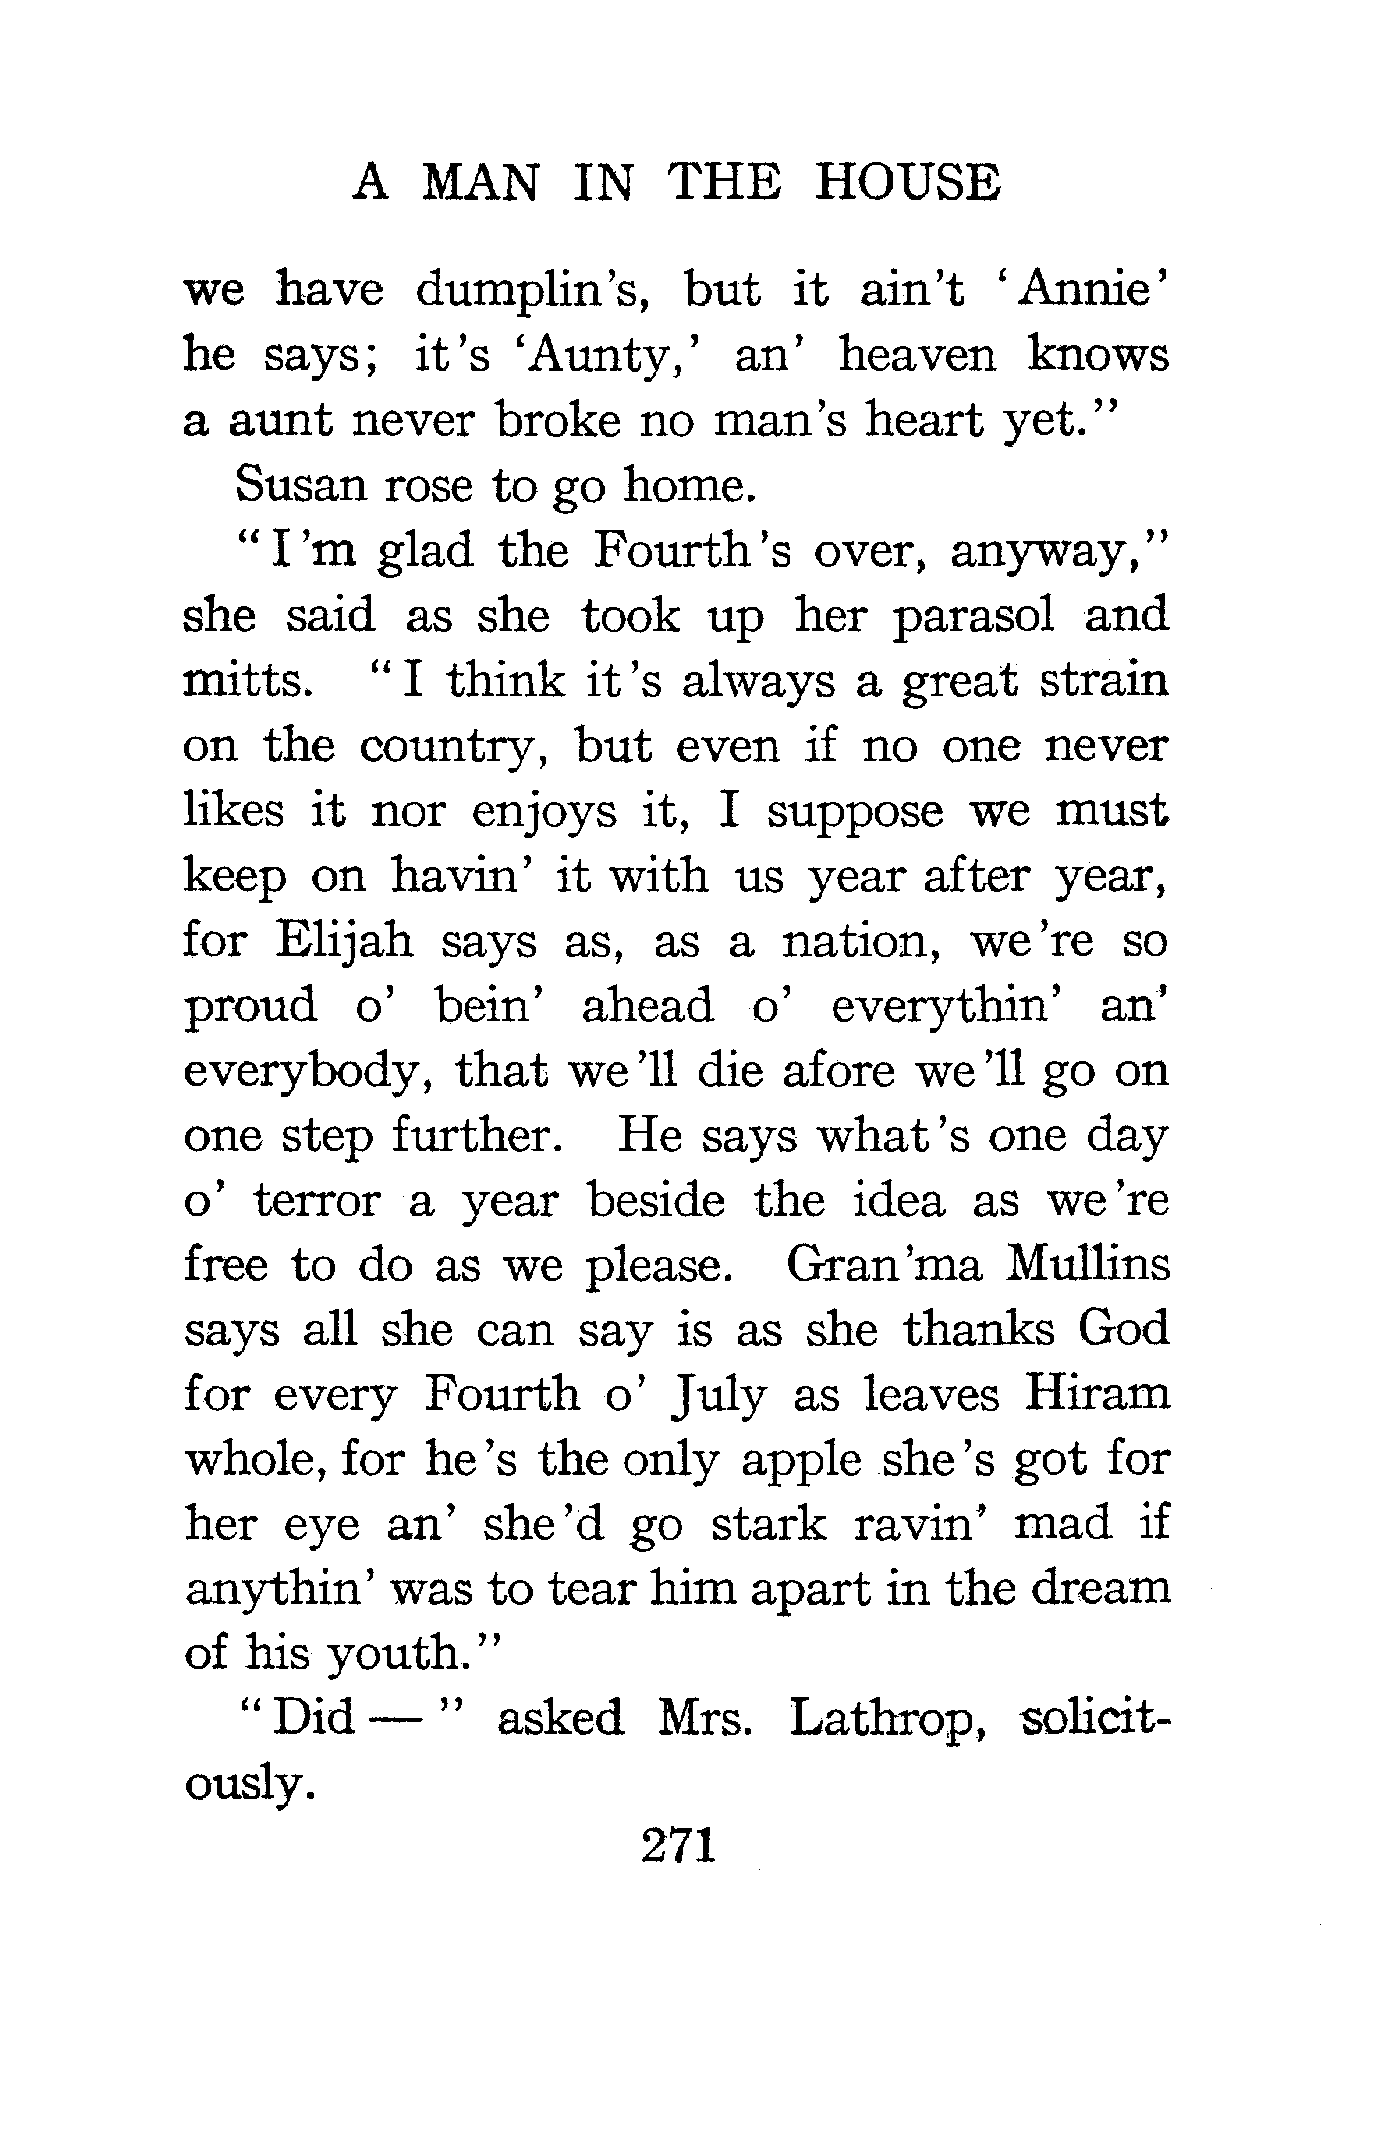 A MAN IN THE HOUSE
we have dumplin's, but it ain't 'Annie'
he says; it's 'Aunty,' an' heaven knows
a aunt never broke no man's heart yet."
Susan rose to go home.
"I'm glad the Fourth's over, anyway,"
she said as she took up her parasol and
mitts. "I think it's always a great strain
on the country, but even if no one never
likes it nor enjoys it, I suppose we must
keep on havin' it with us year after year,
for Elijah says as, as a nation, we're so
proud o' bein' ahead o' everythin' an'
everybody, that we'll die afore we'll go on
one step further. He says what's one day
o' terror a year beside the idea as we're
free to do as we please. Gran'ma Mullins
says all she can say is as she thanks God
for every Fourth o' July as leaves Hiram
whole, for he's the only apple she's got for
her eye an' she'd go stark ravin' mad if
anythin' was to tear him apart in the dream
of his youth."
"Did — " asked Mrs. Lathrop, solicit-
ously.
271